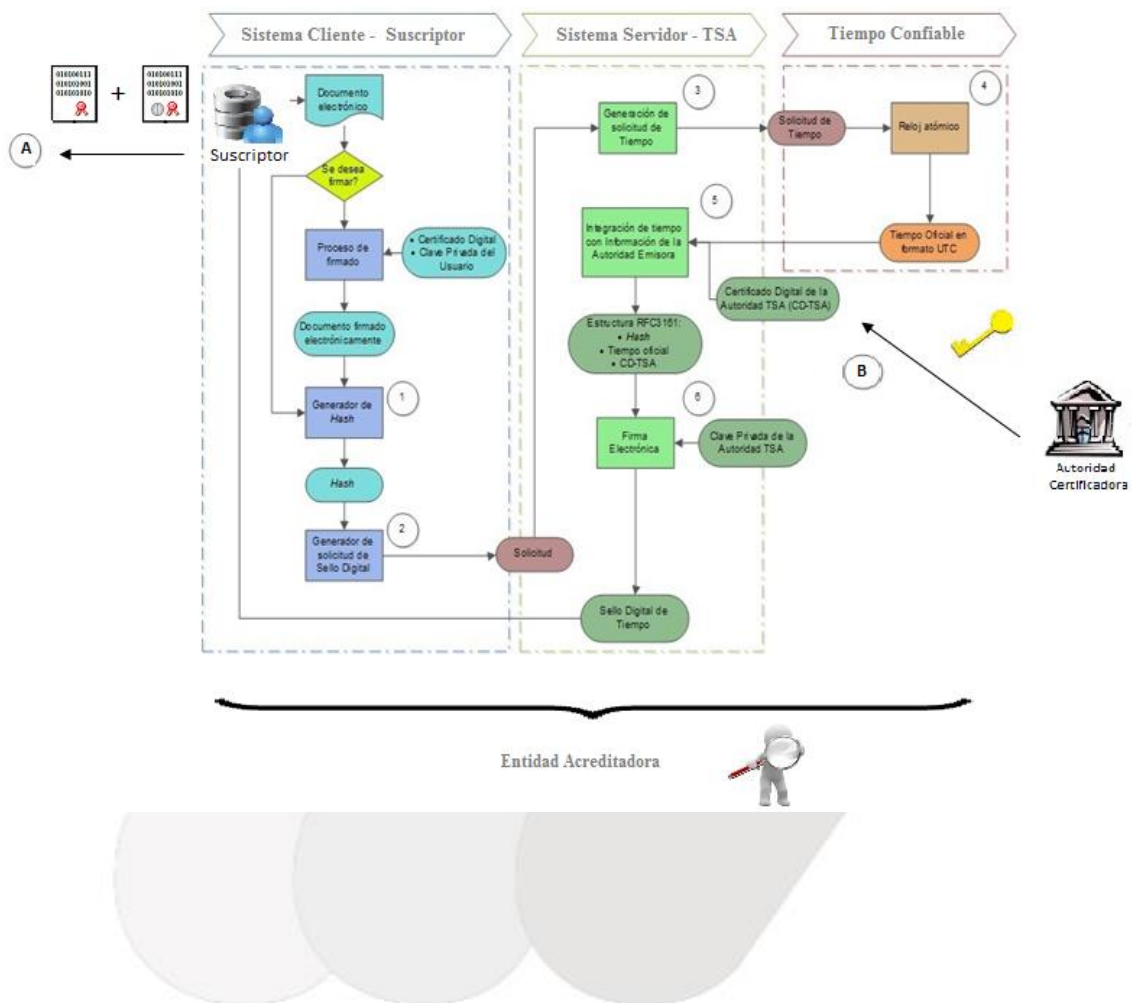 Sistema Cliente - Suscriptor
Sistema Servidor - TSA
Tiempo Confiable
010100111
010101001
010101010
+
010100111
010101001
010101010
A
Suscriptor
Documento
electrónico
Se desea
firmar?
Proceso de
firmado
• Certificado Digital
• Clave Privada del
Usuario
Documento firmado
electrónicamente
Generador de
Hash
1
Hash
Generador de
solicitud de
Sello Digital
2
Solicitud
Generación de
solicitud de
Tiempo
3
Solicitud de
Tiempo
Reloj atómico
4
Tiempo Oficial en
formato UTC
Integración de tiempo
con Información de la
Autoridad Emisora
5
Certificado Digital de la
Autoridad TSA (CD-TSA)
Estructura RFC3161:
• Hash
• Tiempo oficial
• CD-TSA
Firma
Electrónica
6
Clave Privada de la
Autoridad TSA
Sello Digital de
Tiempo
B
Autoridad
Certificadora
Entidad Acreditadora